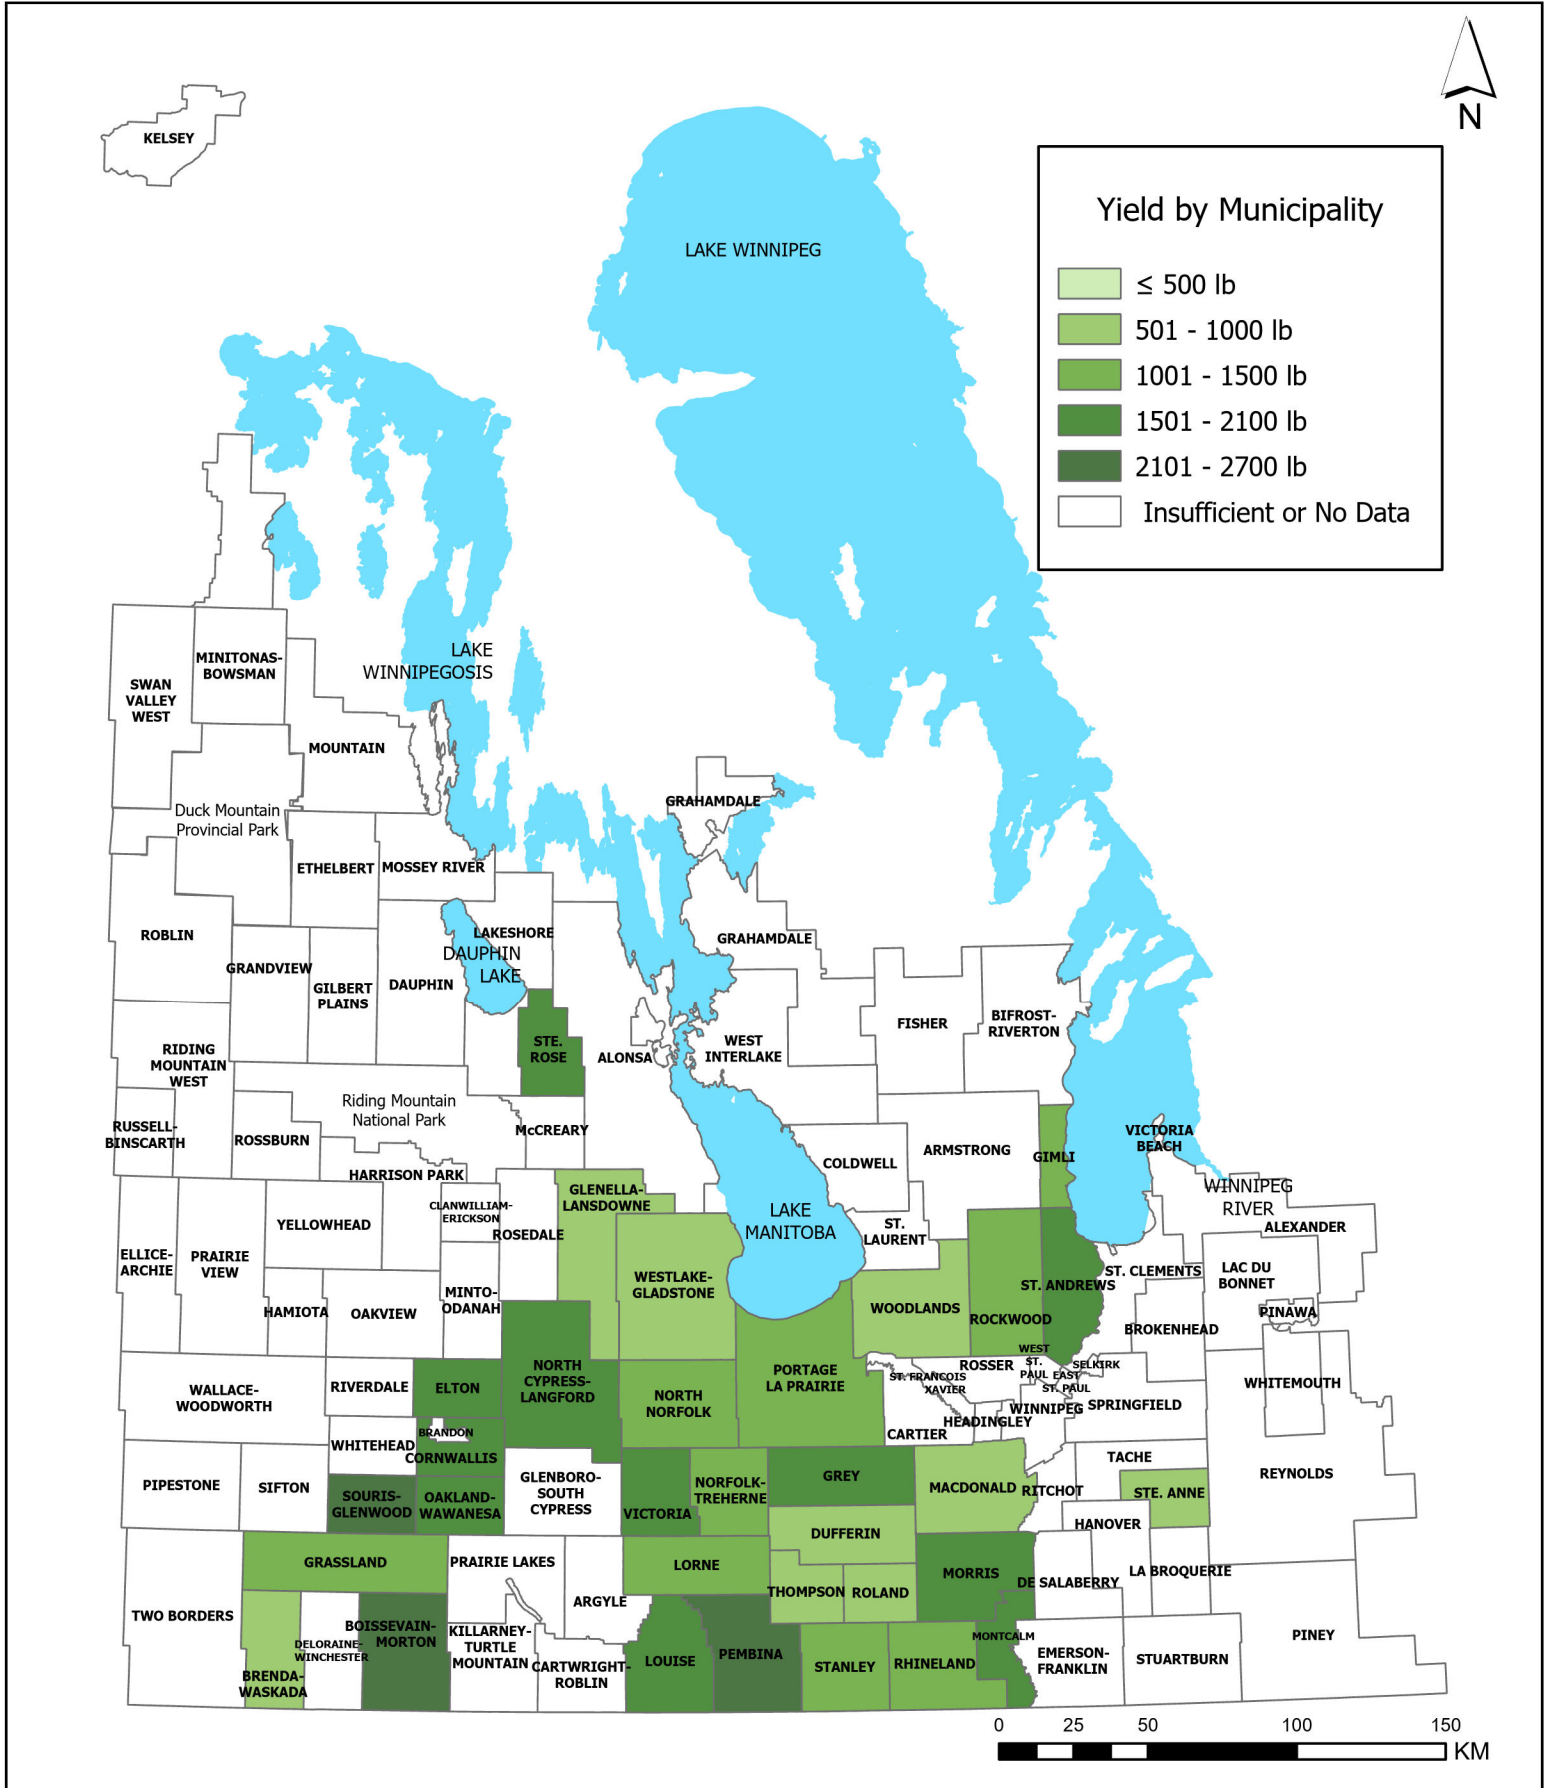 N
KELSEY
Yield by Municipality
≤ 500 lb
501 - 1000 lb
1001 - 1500 lb
1501 - 2100 lb
2101 - 2700 lb
Insufficient or No Data
LAKE WINNIPEG
LAKE
WINNIPEGOSIS
MINITONAS-
BOWSMAN
SWAN
VALLEY
WEST
MOUNTAIN
Duck Mountain
Provincial Park
GRAHAMDALE
ETHELBERT
MOSSEY RIVER
ROBLIN
LAKESHORE
DAUPHIN
LAKE
GRAHAMDALE
GRANDVIEW
GILBERT
PLAINS
DAUPHIN
FISHER
BIFROST-
RIVERTON
STE.
ROSE
ALONSA
WEST
INTERLAKE
RIDING
MOUNTAIN
WEST
Riding Mountain
National Park
RUSSELL-
BINSCARTH
ROSSBURN
McCREARY
VICTORIA
BEACH
ARMSTRONG
GIMLI
COLDWELL
HARRISON PARK
GLENELLA-
LANSDOWNE
CLANWILLIAM-
ERICKSON
ROSEDALE
YELLOWHEAD
LAKE
MANITOBA
ST.
LAURENT
WINNIPEG
RIVER
ALEXANDER
ELLICE-
ARCHIE
PRAIRIE
VIEW
WESTLAKE-
GLADSTONE
ST. ANDREWS
ST. CLEMENTS
LAC DU
BONNET
HAMIOTA
OAKVIEW
MINTO-
ODANAH
WOODLANDS
ROCKWOOD
PINAWA
BROKENHEAD
WALLACE-
WOODWORTH
RIVERDALE
ELTON
NORTH
CYPRESS-
LANGFORD
NORTH
NORFOLK
PORTAGE
LA PRAIRIE
ST. FRANCOIS
XAVIER
ROSSER
WEST
ST.
PAUL
EAST
ST. PAUL
SELKIRK
WHITEMOUTH
SPRINGFIELD
WINNIPEG
HEADINGLEY
CARTIER
WHITEHEAD
BRANDON
CORNWALLIS
TACHE
PIPESTONE
SIFTON
SOURIS-
GLENWOOD
OAKLAND-
WAWANESA
GLENBORO-
SOUTH
CYPRESS
VICTORIA
NORFOLK-
TREHERNE
GREY
MACDONALD
RITCHOT
STE. ANNE
REYNOLDS
HANOVER
DUFFERIN
GRASSLAND
PRAIRIE LAKES
LORNE
THOMPSON
ROLAND
MORRIS
DE SALABERRY
LA BROQUERIE
TWO BORDERS
ARGYLE
BOISSEVAIN-
MORTON
DELORAINE-
WINCHESTER
BRENDA-
WASKADA
KILLARNEY-
TURTLE
MOUNTAIN
CARTWRIGHT-
ROBLIN
LOUISE
PEMBINA
STANLEY
RHINELAND
MONTCALM
EMERSON-
FRANKLIN
STUARTBURN
PINEY
0 25 50 100 150
KM